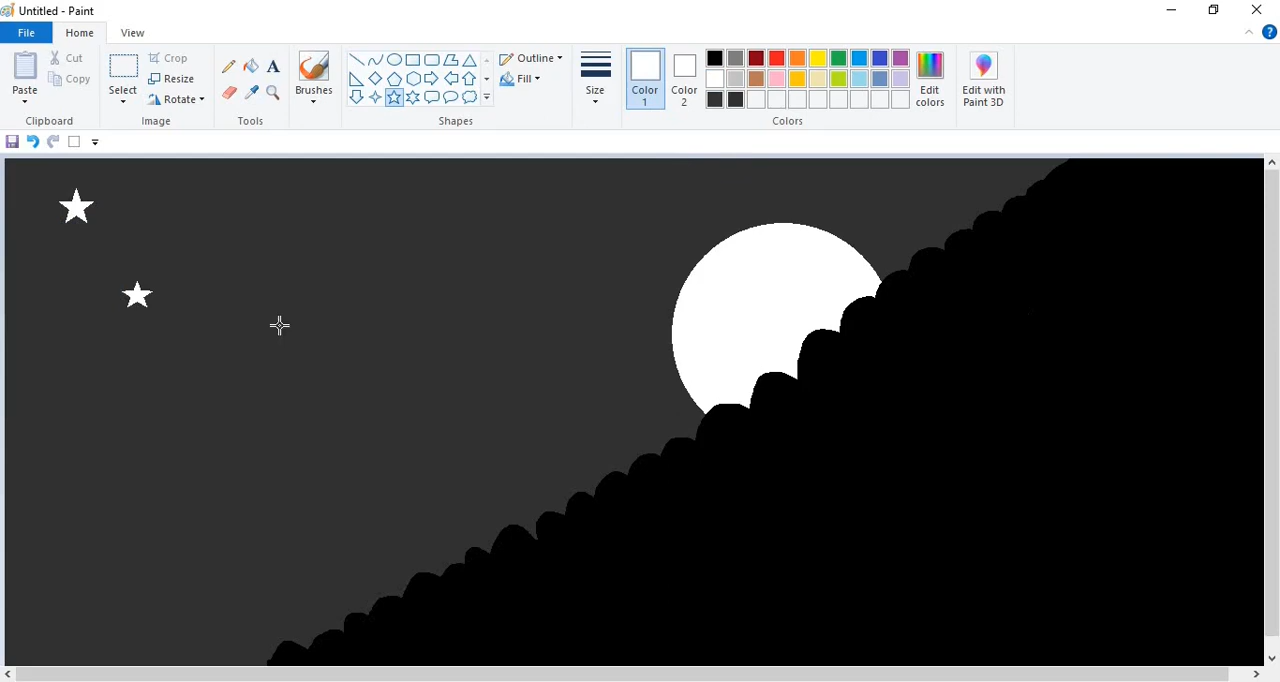 Untitled - Paint
File Home View
Paste
Cut
Copy
Clipboard
Select
Crop
Resize
Rotate
Image
A
Tools
Brushes
Shapes
Outline
Fill
Size
Color
1
Color
2
Colors
Edit
colors
Edit with
Paint 3D
?